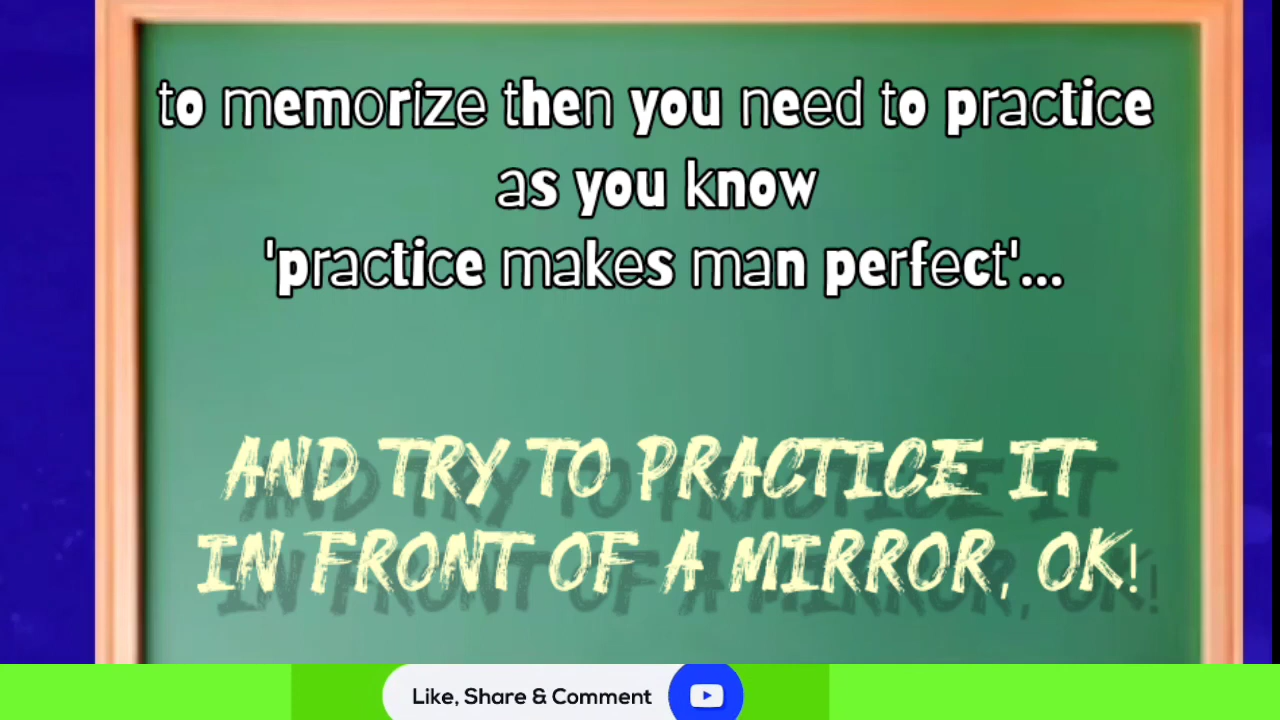 to memorize then you need to practice
as you know
'practice makes man perfect'...
AND TRY TO PRACTICE IT
IN FRONT OF A MIRROR, OK!
Like, Share & Comment